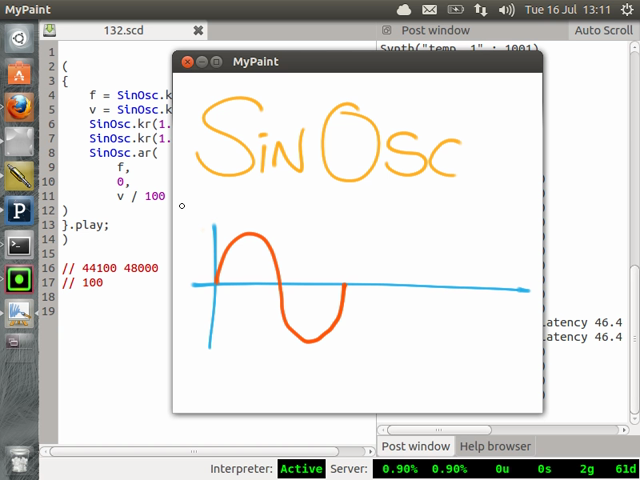 MyPaint
Tue 16 Jul 13:11
132.scd
Post window
Auto Scroll
Synth("temp__1" : 1001)
MyPaint
SinOsc
1
2 (
3 {
4 f = SinOsc.k
5 v = SinOsc.k
6 SinOsc.kr(1.
7 SinOsc.kr(1.
8 SinOsc.ar(
9 f,
10 0,
11 v / 100
12 )
13 }.play;
14 )
15
16 // 44100 48000
17 // 100
18
19
latency 46.4
latency 46.4
Post window
Help browser
Interpreter: Active Server: 0.90% 0.90% 0u 0s 2g 61d